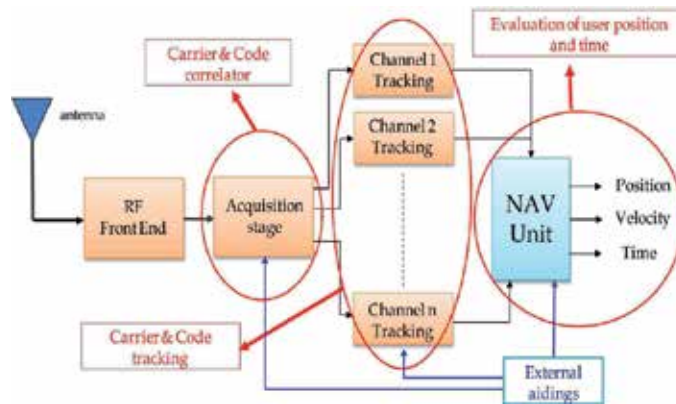 Carrier & Code
correlator
Channel 1
Tracking
Evaluation of user position
and time
antenna
Channel 2
Tracking
RF
Front End
Acquisition
stage
NAV
Unit
Position
Velocity
Time
Channel n
Tracking
Carrier & Code
tracking
External
aidings